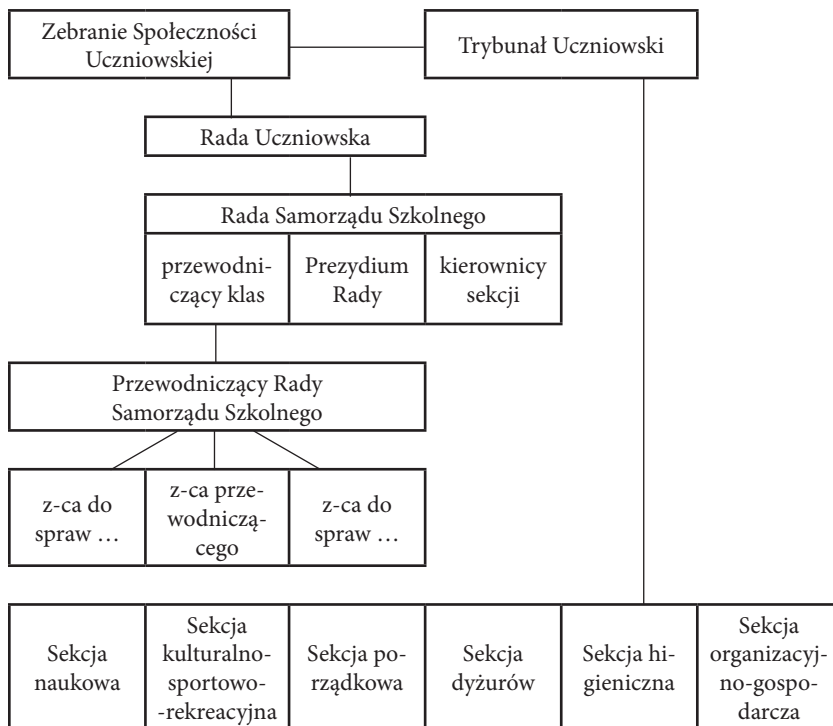 Zebranie Społeczności
Uczniowskiej
Trybunał Uczniowski
Rada Uczniowska
Rada Samorządu Szkolnego
przewodni-
czący klas
Prezydium
Rady
kierownicy
sekcji
Przewodniczący Rady
Samorządu Szkolnego
z-ca do
spraw …
z-ca prze-
wodniczą-
cego
z-ca do
spraw …
Sekcja
naukowa
Sekcja
kulturalno-
sportowo-
-rekreacyjna
Sekcja po-
rządkowa
Sekcja
dyżurów
Sekcja hi-
gieniczna
Sekcja
organizacyj-
no-gospo-
darcza